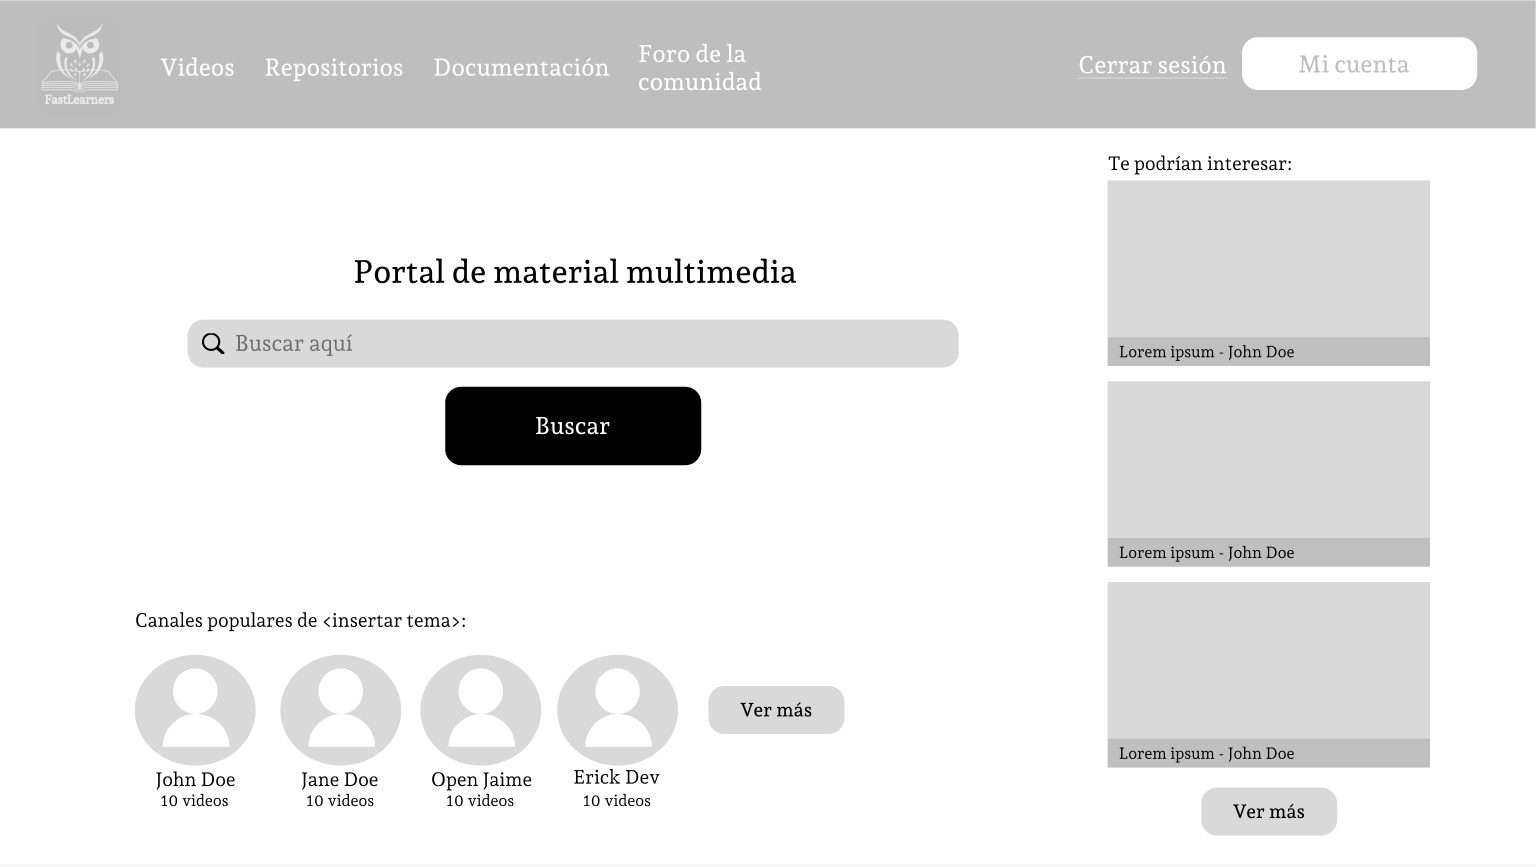 FastLearners
Videos
Repositorios
Documentación
Foro de la
comunidad
Cerrar sesión
Mi cuenta
Portal de material multimedia
Buscar aquí
Buscar
Canales populares de <insertar tema>:
John Doe
10 videos
Jane Doe
10 videos
Open Jaime
10 videos
Erick Dev
10 videos
Ver más
Te podrían interesar:
Lorem ipsum - John Doe
Lorem ipsum - John Doe
Lorem ipsum - John Doe
Ver más